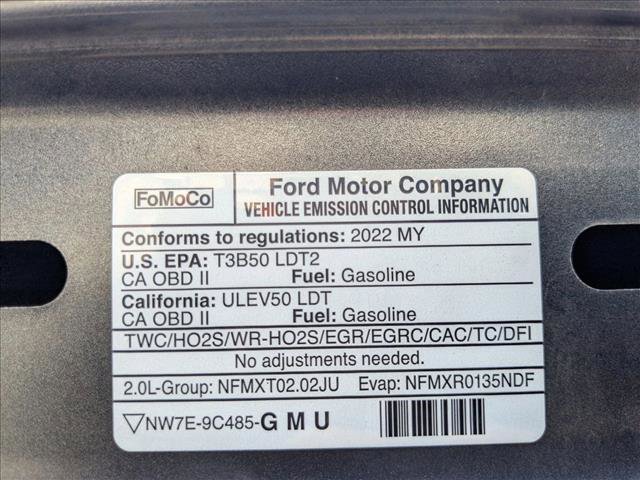 FoMoCo
Ford Motor Company
VEHICLE EMISSION CONTROL INFORMATION
Conforms to regulations: 2022 MY
U.S. EPA: T3B50 LDT2
CA OBD II Fuel: Gasoline
California: ULEV50 LDT
CA OBD II Fuel: Gasoline
TWC/HO2S/WR-HO2S/EGR/EGRC/CAC/TC/DFI
No adjustments needed.
2.0L-Group: NFMXT02.02JU Evap: NFMXR0135NDF
▽NW7E-9C485-G M U